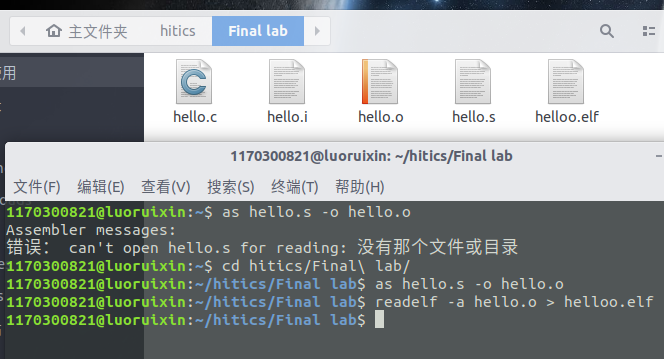 主文件夹 hitics Final lab
使用
hello.c hello.i hello.o hello.s helloo.elf
1170300821@luoruixin: ~/hitics/Final lab
文件(F) 编辑(E) 查看(V) 搜索(S) 终端(T) 帮助(H)
1170300821@luoruixin:~$ as hello.s -o hello.o
Assembler messages:
错误: can't open hello.s for reading: 没有那个文件或目录
1170300821@luoruixin:~$ cd hitics/Final\ lab/
1170300821@luoruixin:~/hitics/Final lab$ as hello.s -o hello.o
1170300821@luoruixin:~/hitics/Final lab$ readelf -a hello.o > helloo.elf
1170300821@luoruixin:~/hitics/Final lab$